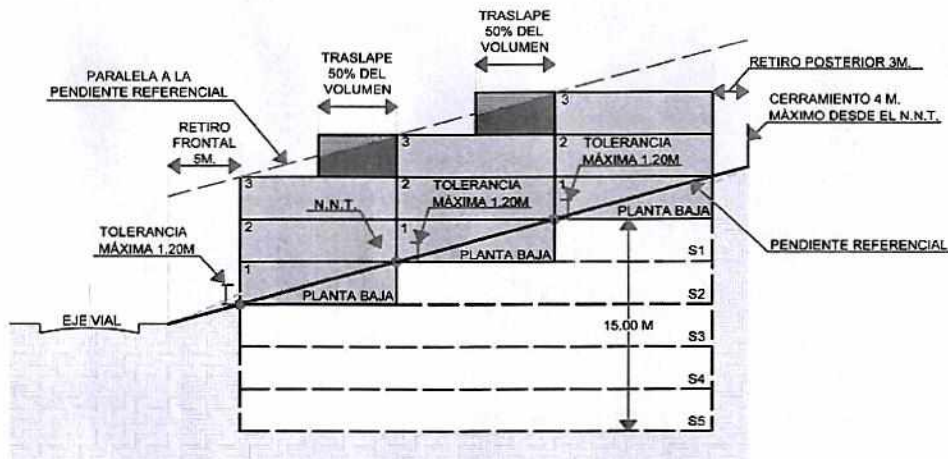 TRASLAPE
50% DEL
VOLUMEN
TRASLAPE
50% DEL
VOLUMEN
PARALELA A LA
PENDIENTE REFERENCIAL
RETIRO POSTERIOR 3M.
CERRAMIENTO 4 M.
MÁXIMO DESDE EL N.N.T.
RETIRO
FRONTAL
5M.
3
3
3
2
TOLERANCIA
MÁXIMA 1.20M
2
TOLERANCIA
MÁXIMA 1.20M
1
N.N.T.
PLANTA BAJA
TOLERANCIA
MÁXIMA 1.20M
2
1
PLANTA BAJA
S1
PENDIENTE REFERENCIAL
1
PLANTA BAJA
S2
EJE VIAL
15.00 M
S3
S4
S5